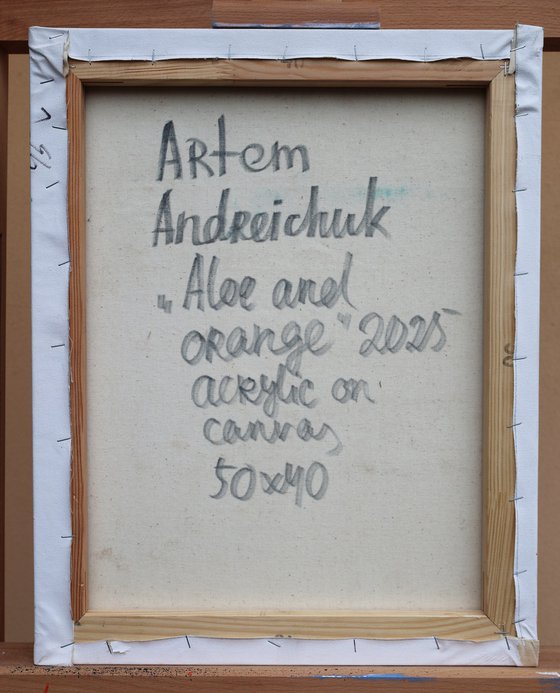 Artem
Andreichuk
„Aloe and
orange" 2025
acrylic on
canvas,
50x40